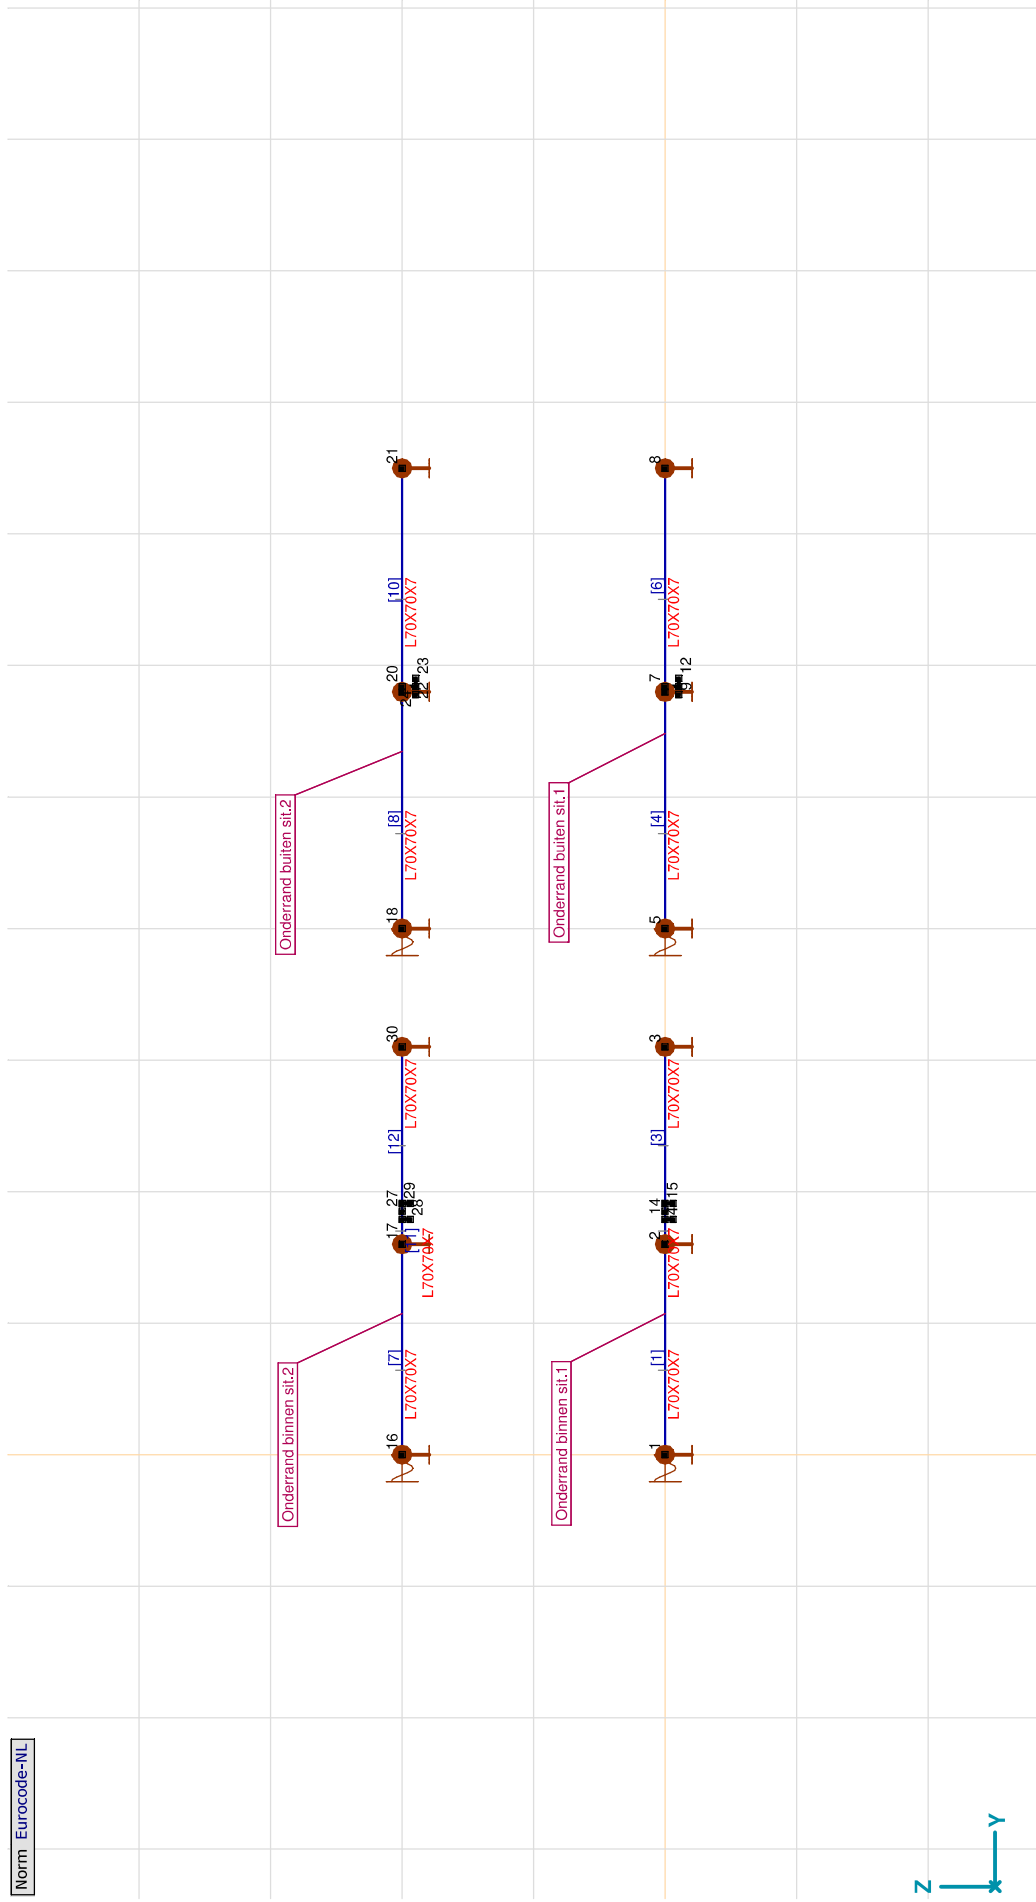 Norm Eurocode-NL
Onderrand binnen sit.2
Onderrand buiten sit.2
16
[7]
L70X70X7
17
L70X70X7
27
29
28
[12]
L70X70X7
30
18
[8]
L70X70X7
20
23
22
[10]
L70X70X7
21
Onderrand binnen sit.1
Onderrand buiten sit.1
1
[1]
L70X70X7
2
L70X70X7
14
15
[3]
L70X70X7
3
5
[4]
L70X70X7
7
12
9
[6]
L70X70X7
8
Z
Y
X